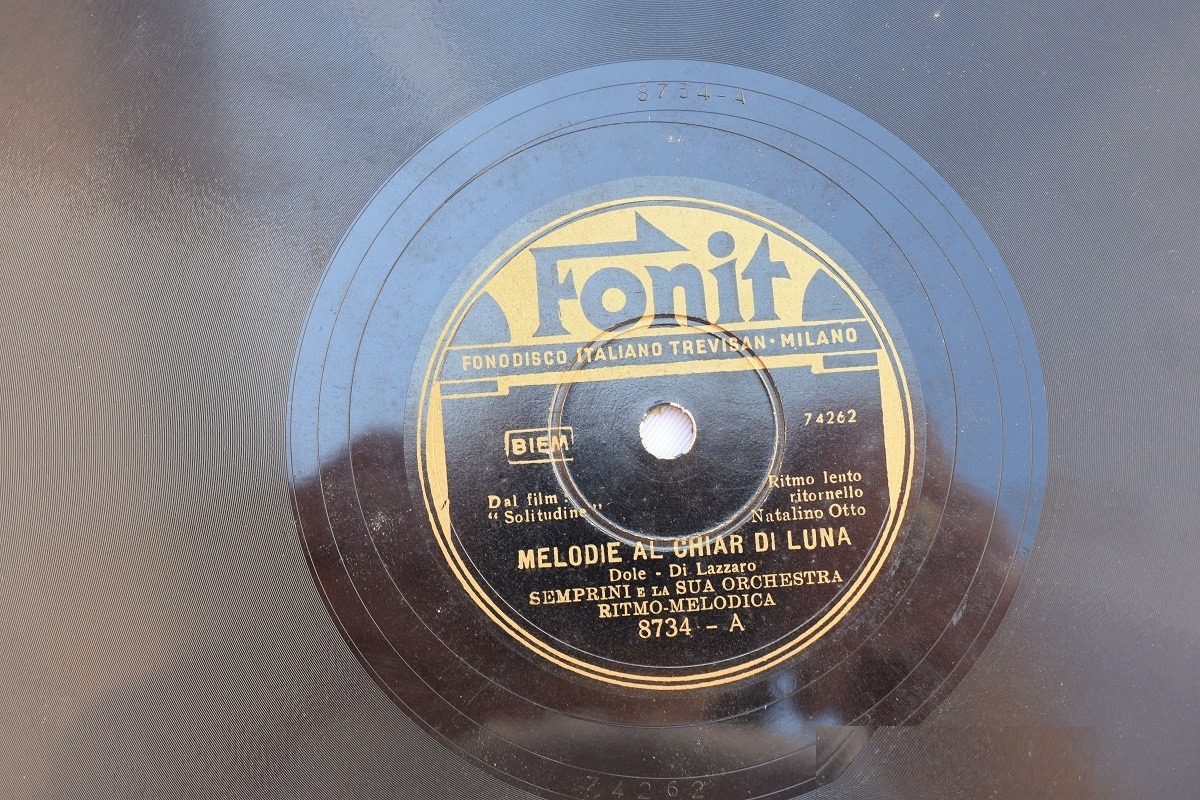 8734-A
Fonit
FONODISCO ITALIANO TREVISAN · MILANO
74262
BIEM
Dal film:
“ Solitudine „
Ritmo lento
ritornello
Natalino Otto
MELODIE AL CHIAR DI LUNA
Dole - Di Lazzaro
SEMPRINI E LA SUA ORCHESTRA
RITMO-MELODICA
8734 - A
74262